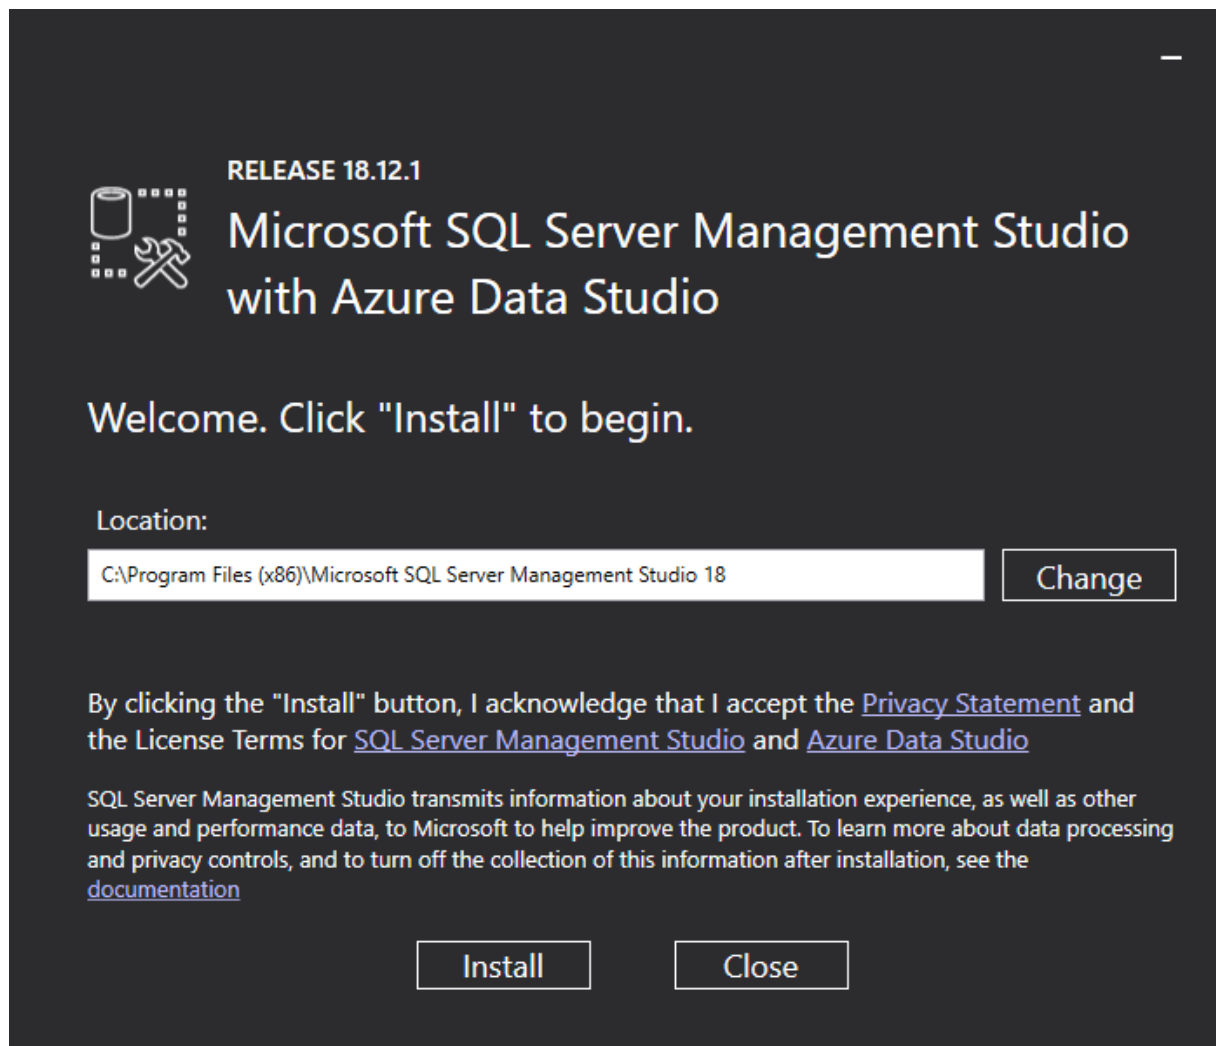 RELEASE 18.12.1
Microsoft SQL Server Management Studio
with Azure Data Studio
Welcome. Click "Install" to begin.
Location:
C:\Program Files (x86)\Microsoft SQL Server Management Studio 18
Change
By clicking the "Install" button, I acknowledge that I accept the Privacy Statement and
the License Terms for SQL Server Management Studio and Azure Data Studio
SQL Server Management Studio transmits information about your installation experience, as well as other
usage and performance data, to Microsoft to help improve the product. To learn more about data processing
and privacy controls, and to turn off the collection of this information after installation, see the
documentation
Install
Close